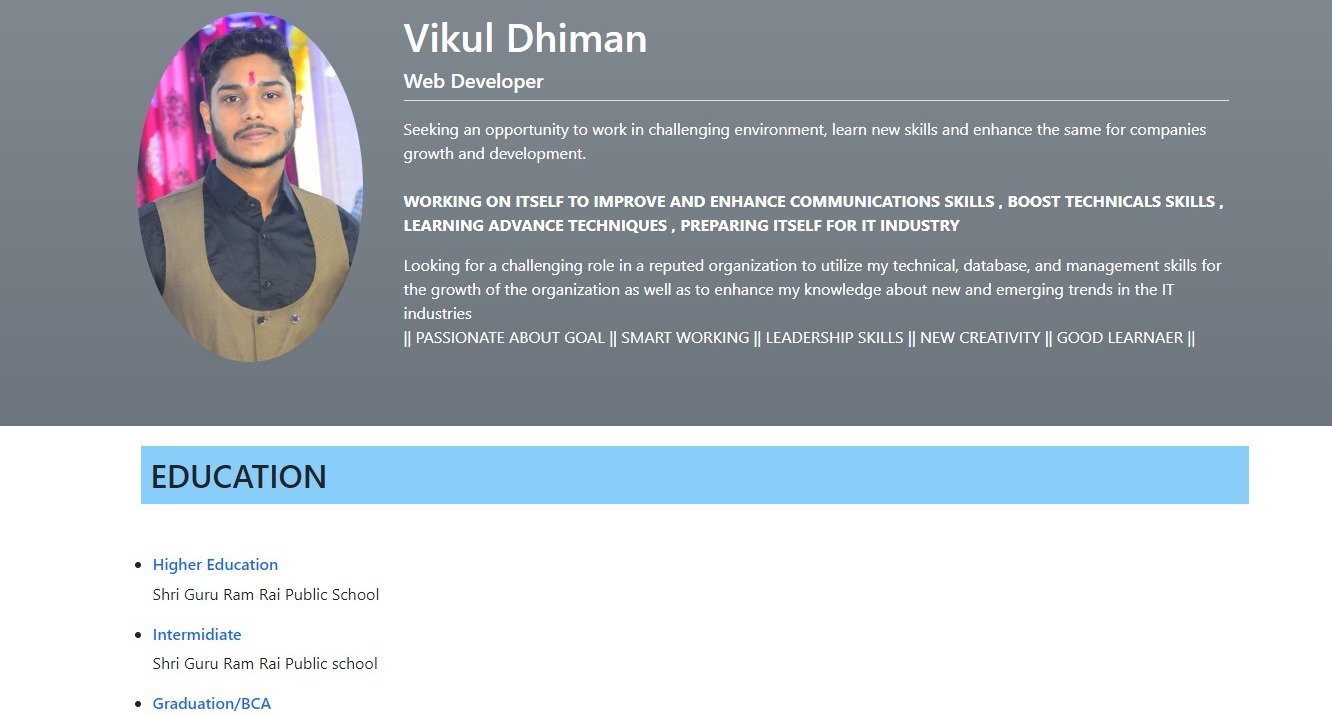 Vikul Dhiman
Web Developer
Seeking an opportunity to work in challenging environment, learn new skills and enhance the same for companies
growth and development.
WORKING ON ITSELF TO IMPROVE AND ENHANCE COMMUNICATIONS SKILLS , BOOST TECHNICALS SKILLS ,
LEARNING ADVANCE TECHNIQUES , PREPARING ITSELF FOR IT INDUSTRY
Looking for a challenging role in a reputed organization to utilize my technical, database, and management skills for
the growth of the organization as well as to enhance my knowledge about new and emerging trends in the IT
industries
|| PASSIONATE ABOUT GOAL || SMART WORKING || LEADERSHIP SKILLS || NEW CREATIVITY || GOOD LEARNAER ||
EDUCATION
Higher Education
Shri Guru Ram Rai Public School
Intermidiate
Shri Guru Ram Rai Public school
Graduation/BCA